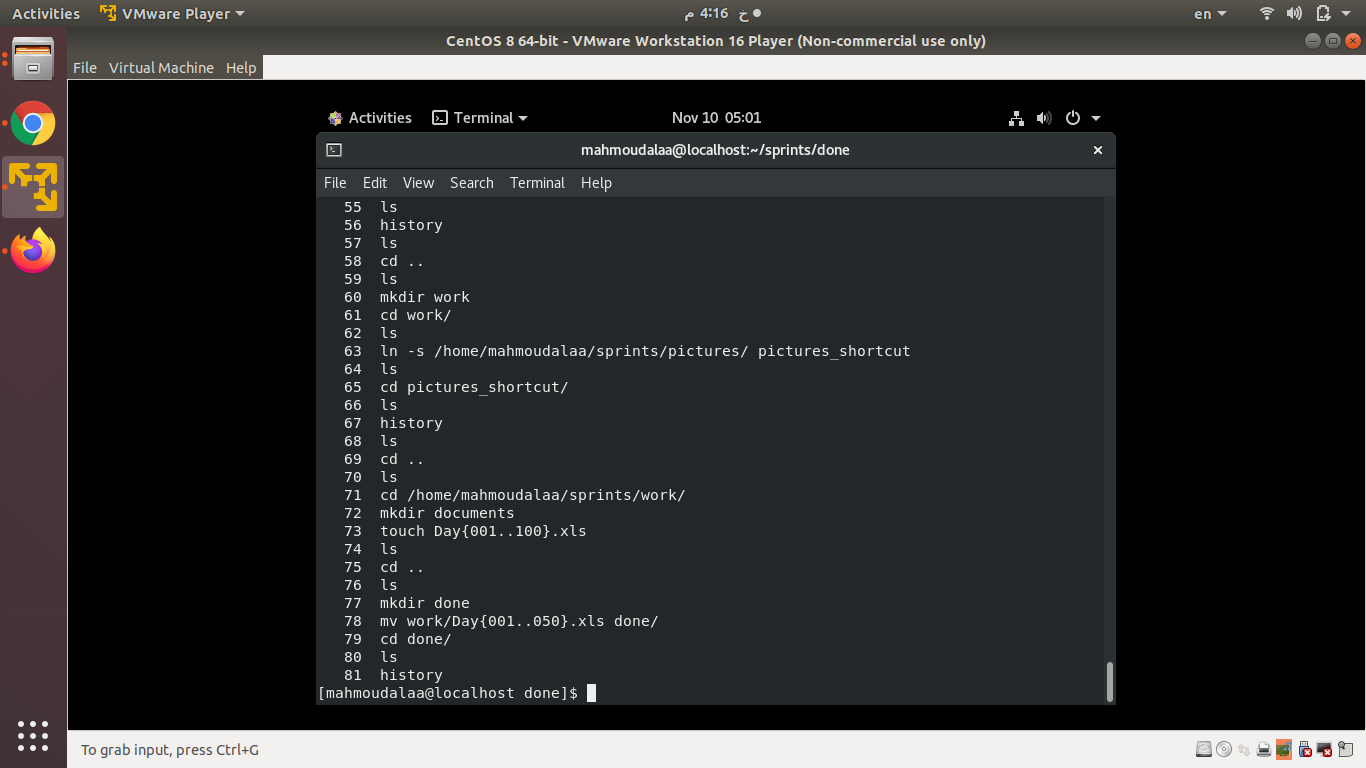 Activities VMware Player م 4:16 خ en
CentOS 8 64-bit - VMware Workstation 16 Player (Non-commercial use only)
File Virtual Machine Help
Activities Terminal Nov 10 05:01
mahmoudalaa@localhost:~/sprints/done
File Edit View Search Terminal Help
55 ls
56 history
57 ls
58 cd ..
59 ls
60 mkdir work
61 cd work/
62 ls
63 ln -s /home/mahmoudalaa/sprints/pictures/ pictures_shortcut
64 ls
65 cd pictures_shortcut/
66 ls
67 history
68 ls
69 cd ..
70 ls
71 cd /home/mahmoudalaa/sprints/work/
72 mkdir documents
73 touch Day{001..100}.xls
74 ls
75 cd ..
76 ls
77 mkdir done
78 mv work/Day{001..050}.xls done/
79 cd done/
80 ls
81 history
[mahmoudalaa@localhost done]$
To grab input, press Ctrl+G